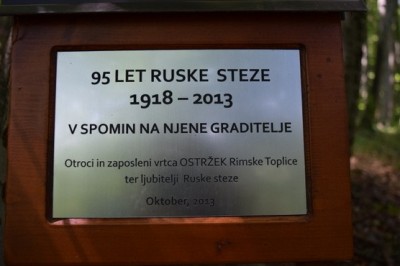 95 LET RUSKE STEZE
1918 – 2013
V SPOMIN NA NJENE GRADITELJE
Otroci in zaposleni vrtca OSTRŽEK Rimske Toplice
ter ljubitelji Ruske steze
Oktober, 2013